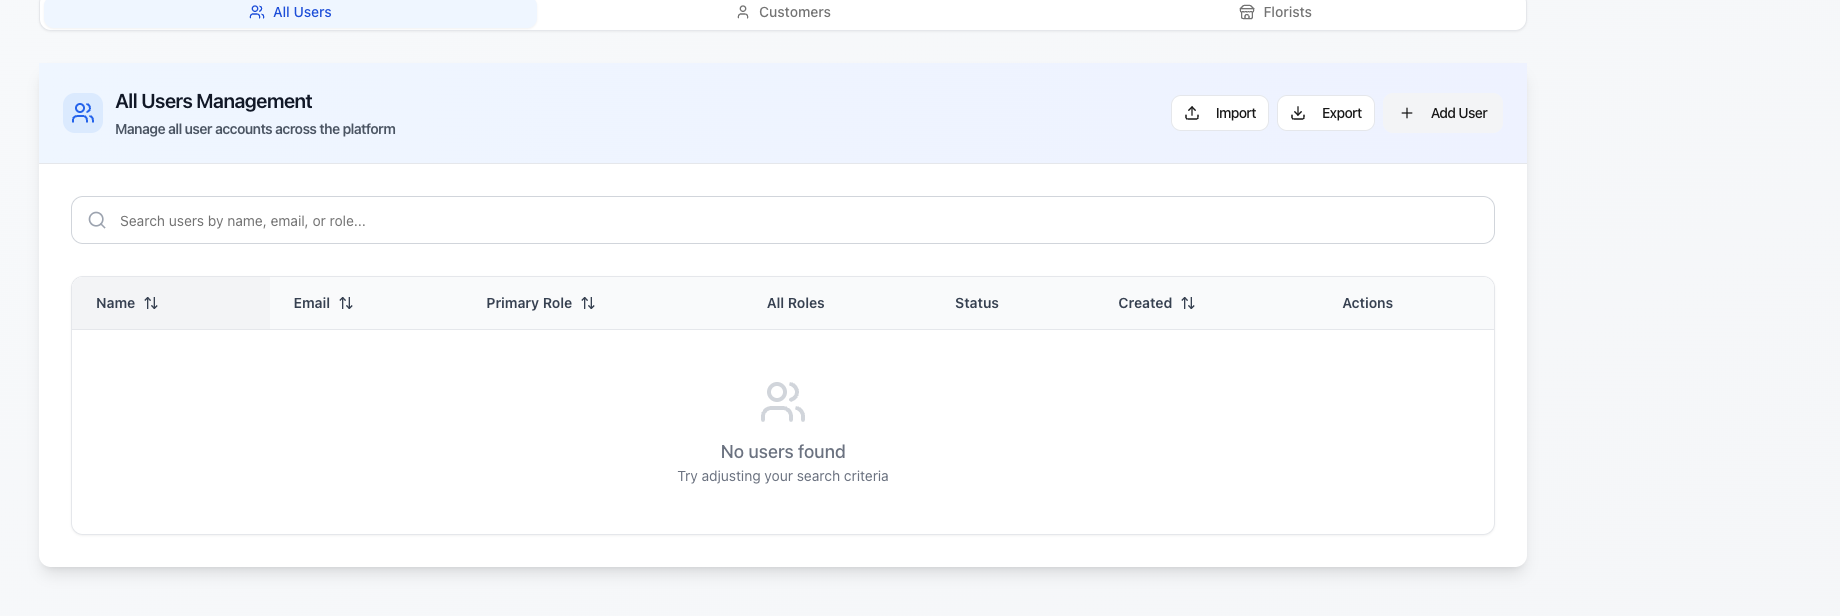 All Users
Customers
Florists
All Users Management
Manage all user accounts across the platform
Import
Export
Add User
Search users by name, email, or role...
Name
Email
Primary Role
All Roles
Status
Created
Actions
No users found
Try adjusting your search criteria